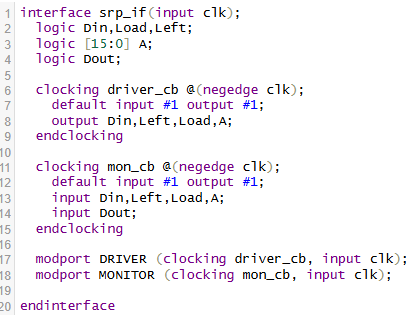 1 interface srp_if(input clk);
2   logic Din,Load,Left;
3   logic [15:0] A;
4   logic Dout;
5
6   clocking driver_cb @(negedge clk);
7     default input #1 output #1;
8     output Din,Left,Load,A;
9   endclocking
10
11   clocking mon_cb @(negedge clk);
12     default input #1 output #1;
13     input Din,Left,Load,A;
14     input Dout;
15   endclocking
16
17   modport DRIVER (clocking driver_cb, input clk);
18   modport MONITOR (clocking mon_cb, input clk);
19
20 endinterface